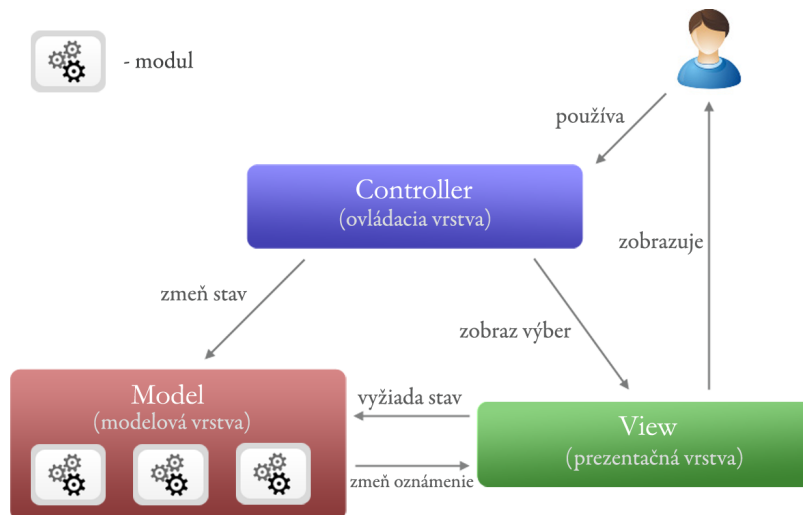 - modul
používa
Controller
(ovládacia vrstva)
zobrazuje
zmeň stav
zobraz výber
Model
(modelová vrstva)
vyžiada stav
View
(prezentačná vrstva)
zmeň oznámenie